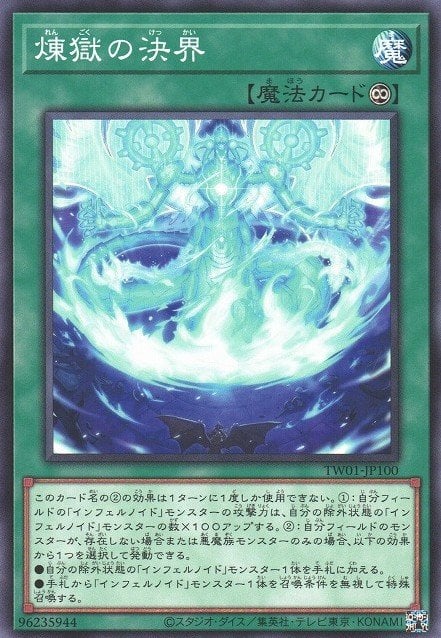 煉獄の決界
魔
【魔法カード】
TW01-JP100
このカード名の②の効果は1ターンに1度しか使用できない。①:自分フィー
ルドの「インフェルノイド」モンスターの攻撃力は、自分の除外状態の「イン
フェルノイド」モンスターの数×100アップする。②:自分フィールドのモン
スターが、存在しない場合または悪魔族モンスターのみの場合、以下の効果
から1つを選択して発動できる。
●自分の除外状態の「インフェルノイド」モンスター1体を手札に加える。
●手札から「インフェルノイド」モンスター1体を召喚条件を無視して特殊
召喚する。
96235944 ©スタジオ・ダイス/集英社・テレビ東京・KONAMI